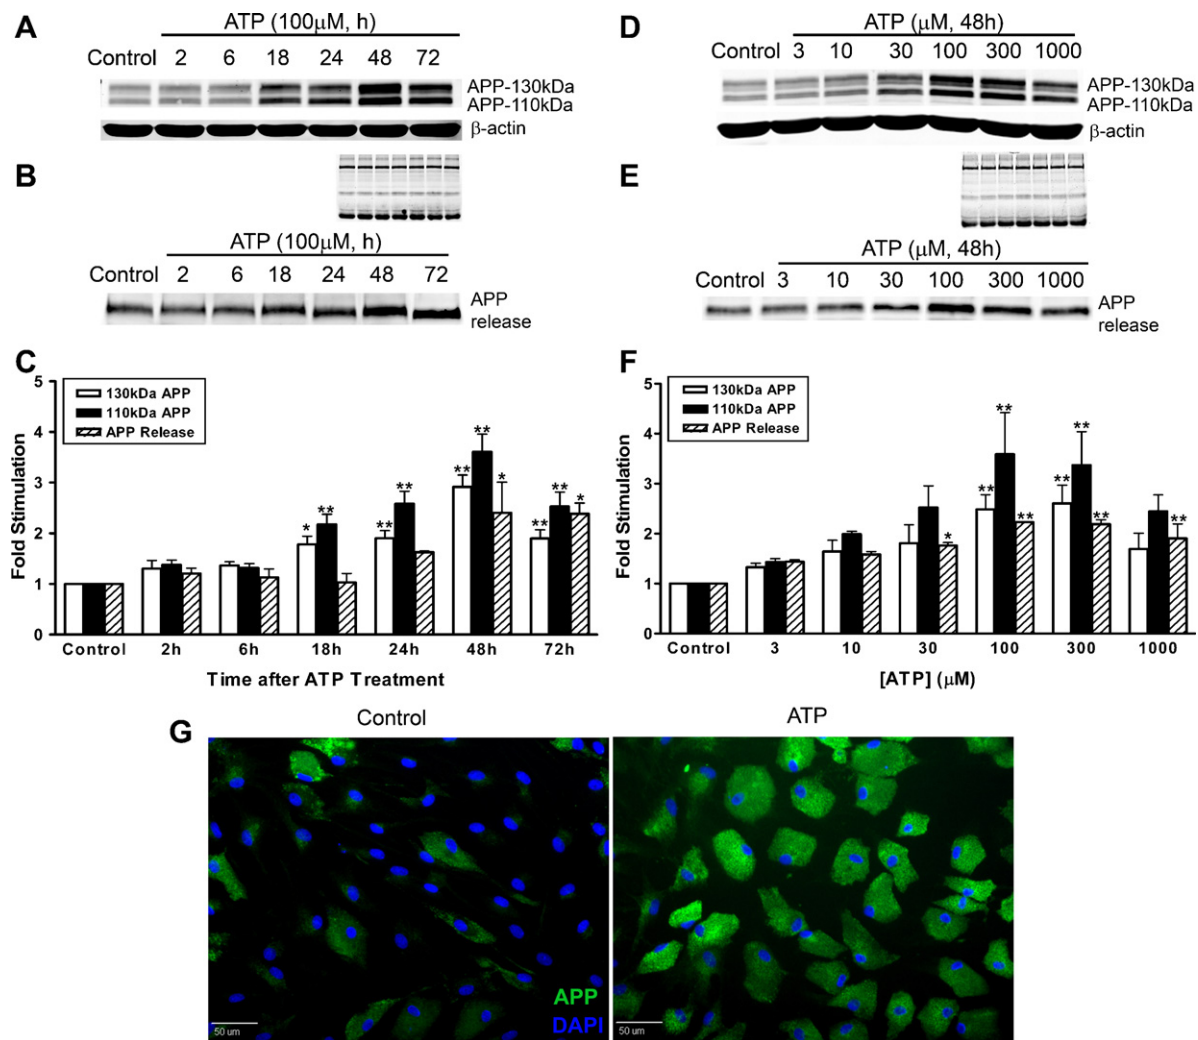 A
ATP (100μM, h)
Control 2 6 18 24 48 72
APP-130kDa
APP-110kDa
β-actin
B
ATP (100μM, h)
Control 2 6 18 24 48 72
APP
release
C
5
4
3
2
1
0
Fold Stimulation
130kDa APP
110kDa APP
APP Release
* ** ** ** ** ** * ** ** *
Control 2h 6h 18h 24h 48h 72h
Time after ATP Treatment
D
ATP (μM, 48h)
Control 3 10 30 100 300 1000
APP-130kDa
APP-110kDa
β-actin
E
ATP (μM, 48h)
Control 3 10 30 100 300 1000
APP
release
F
5
4
3
2
1
0
Fold Stimulation
130kDa APP
110kDa APP
APP Release
* ** ** ** ** ** ** **
Control 3 10 30 100 300 1000
[ATP] (μM)
G
Control
ATP
APP
DAPI
50 um
50 um